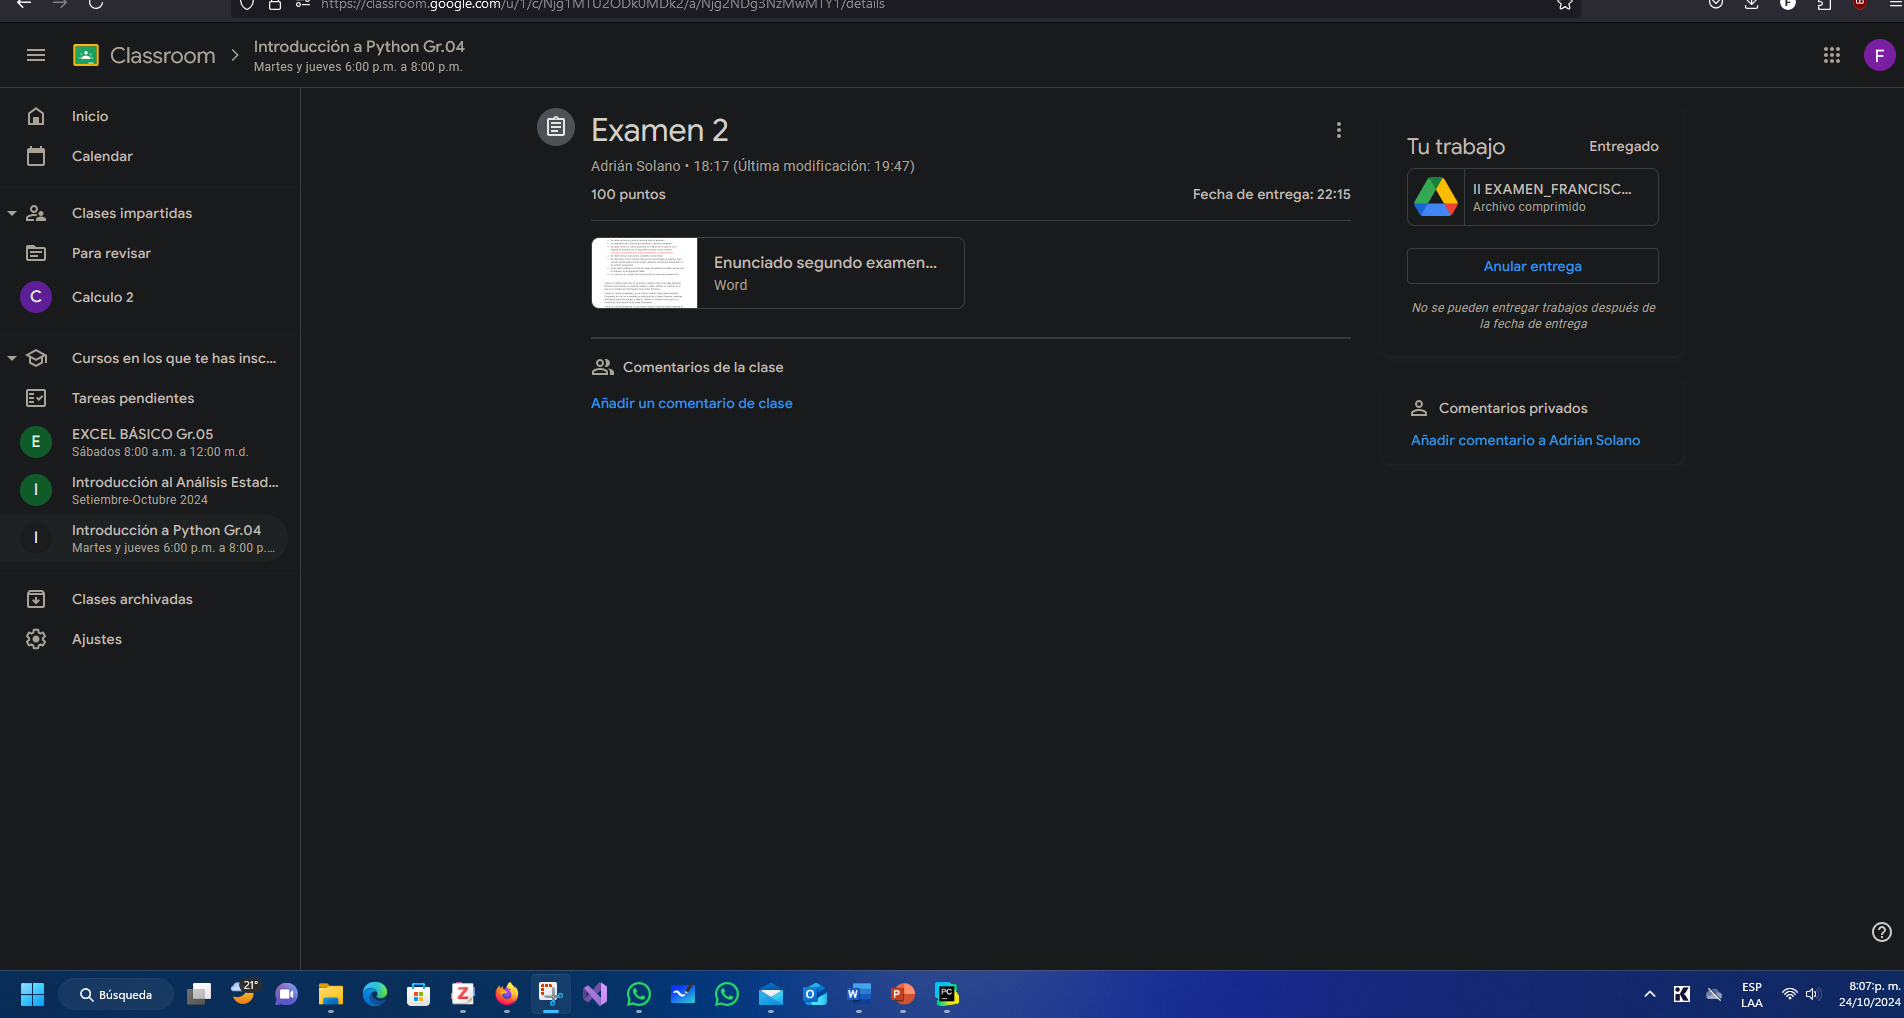 https://classroom.google.com/u/1/c/Njg1MTU2ODk0MDk2/a/Njg2NDg3NzMwMTY1/details
Classroom
Introducción a Python Gr.04
Martes y jueves 6:00 p.m. a 8:00 p.m.
F
Inicio
Calendar
Clases impartidas
Para revisar
C
Calculo 2
Cursos en los que te has insc...
Tareas pendientes
E
EXCEL BÁSICO Gr.05
Sábados 8:00 a.m. a 12:00 m.d.
I
Introducción al Análisis Estad...
Setiembre-Octubre 2024
I
Introducción a Python Gr.04
Martes y jueves 6:00 p.m. a 8:00 p....
Clases archivadas
Ajustes
Examen 2
Adrián Solano • 18:17 (Última modificación: 19:47)
100 puntos
Fecha de entrega: 22:15
Enunciado segundo examen...
Word
Comentarios de la clase
Añadir un comentario de clase
Tu trabajo
Entregado
II EXAMEN_FRANCISC...
Archivo comprimido
Anular entrega
No se pueden entregar trabajos después de
la fecha de entrega
Comentarios privados
Añadir comentario a Adrián Solano
Búsqueda
21°
ESP
LAA
8:07:p. m.
24/10/2024